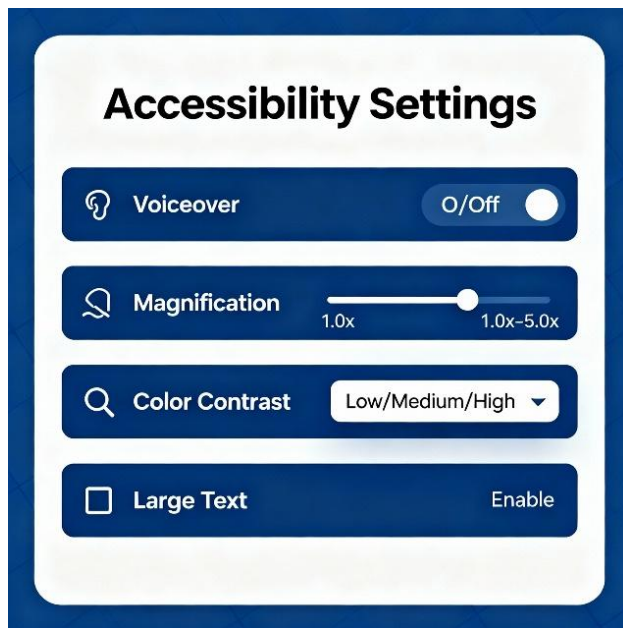 Accessibility Settings
Voiceover O/Off
Magnification
1.0x 1.0x–5.0x
Color Contrast Low/Medium/High
Large Text Enable